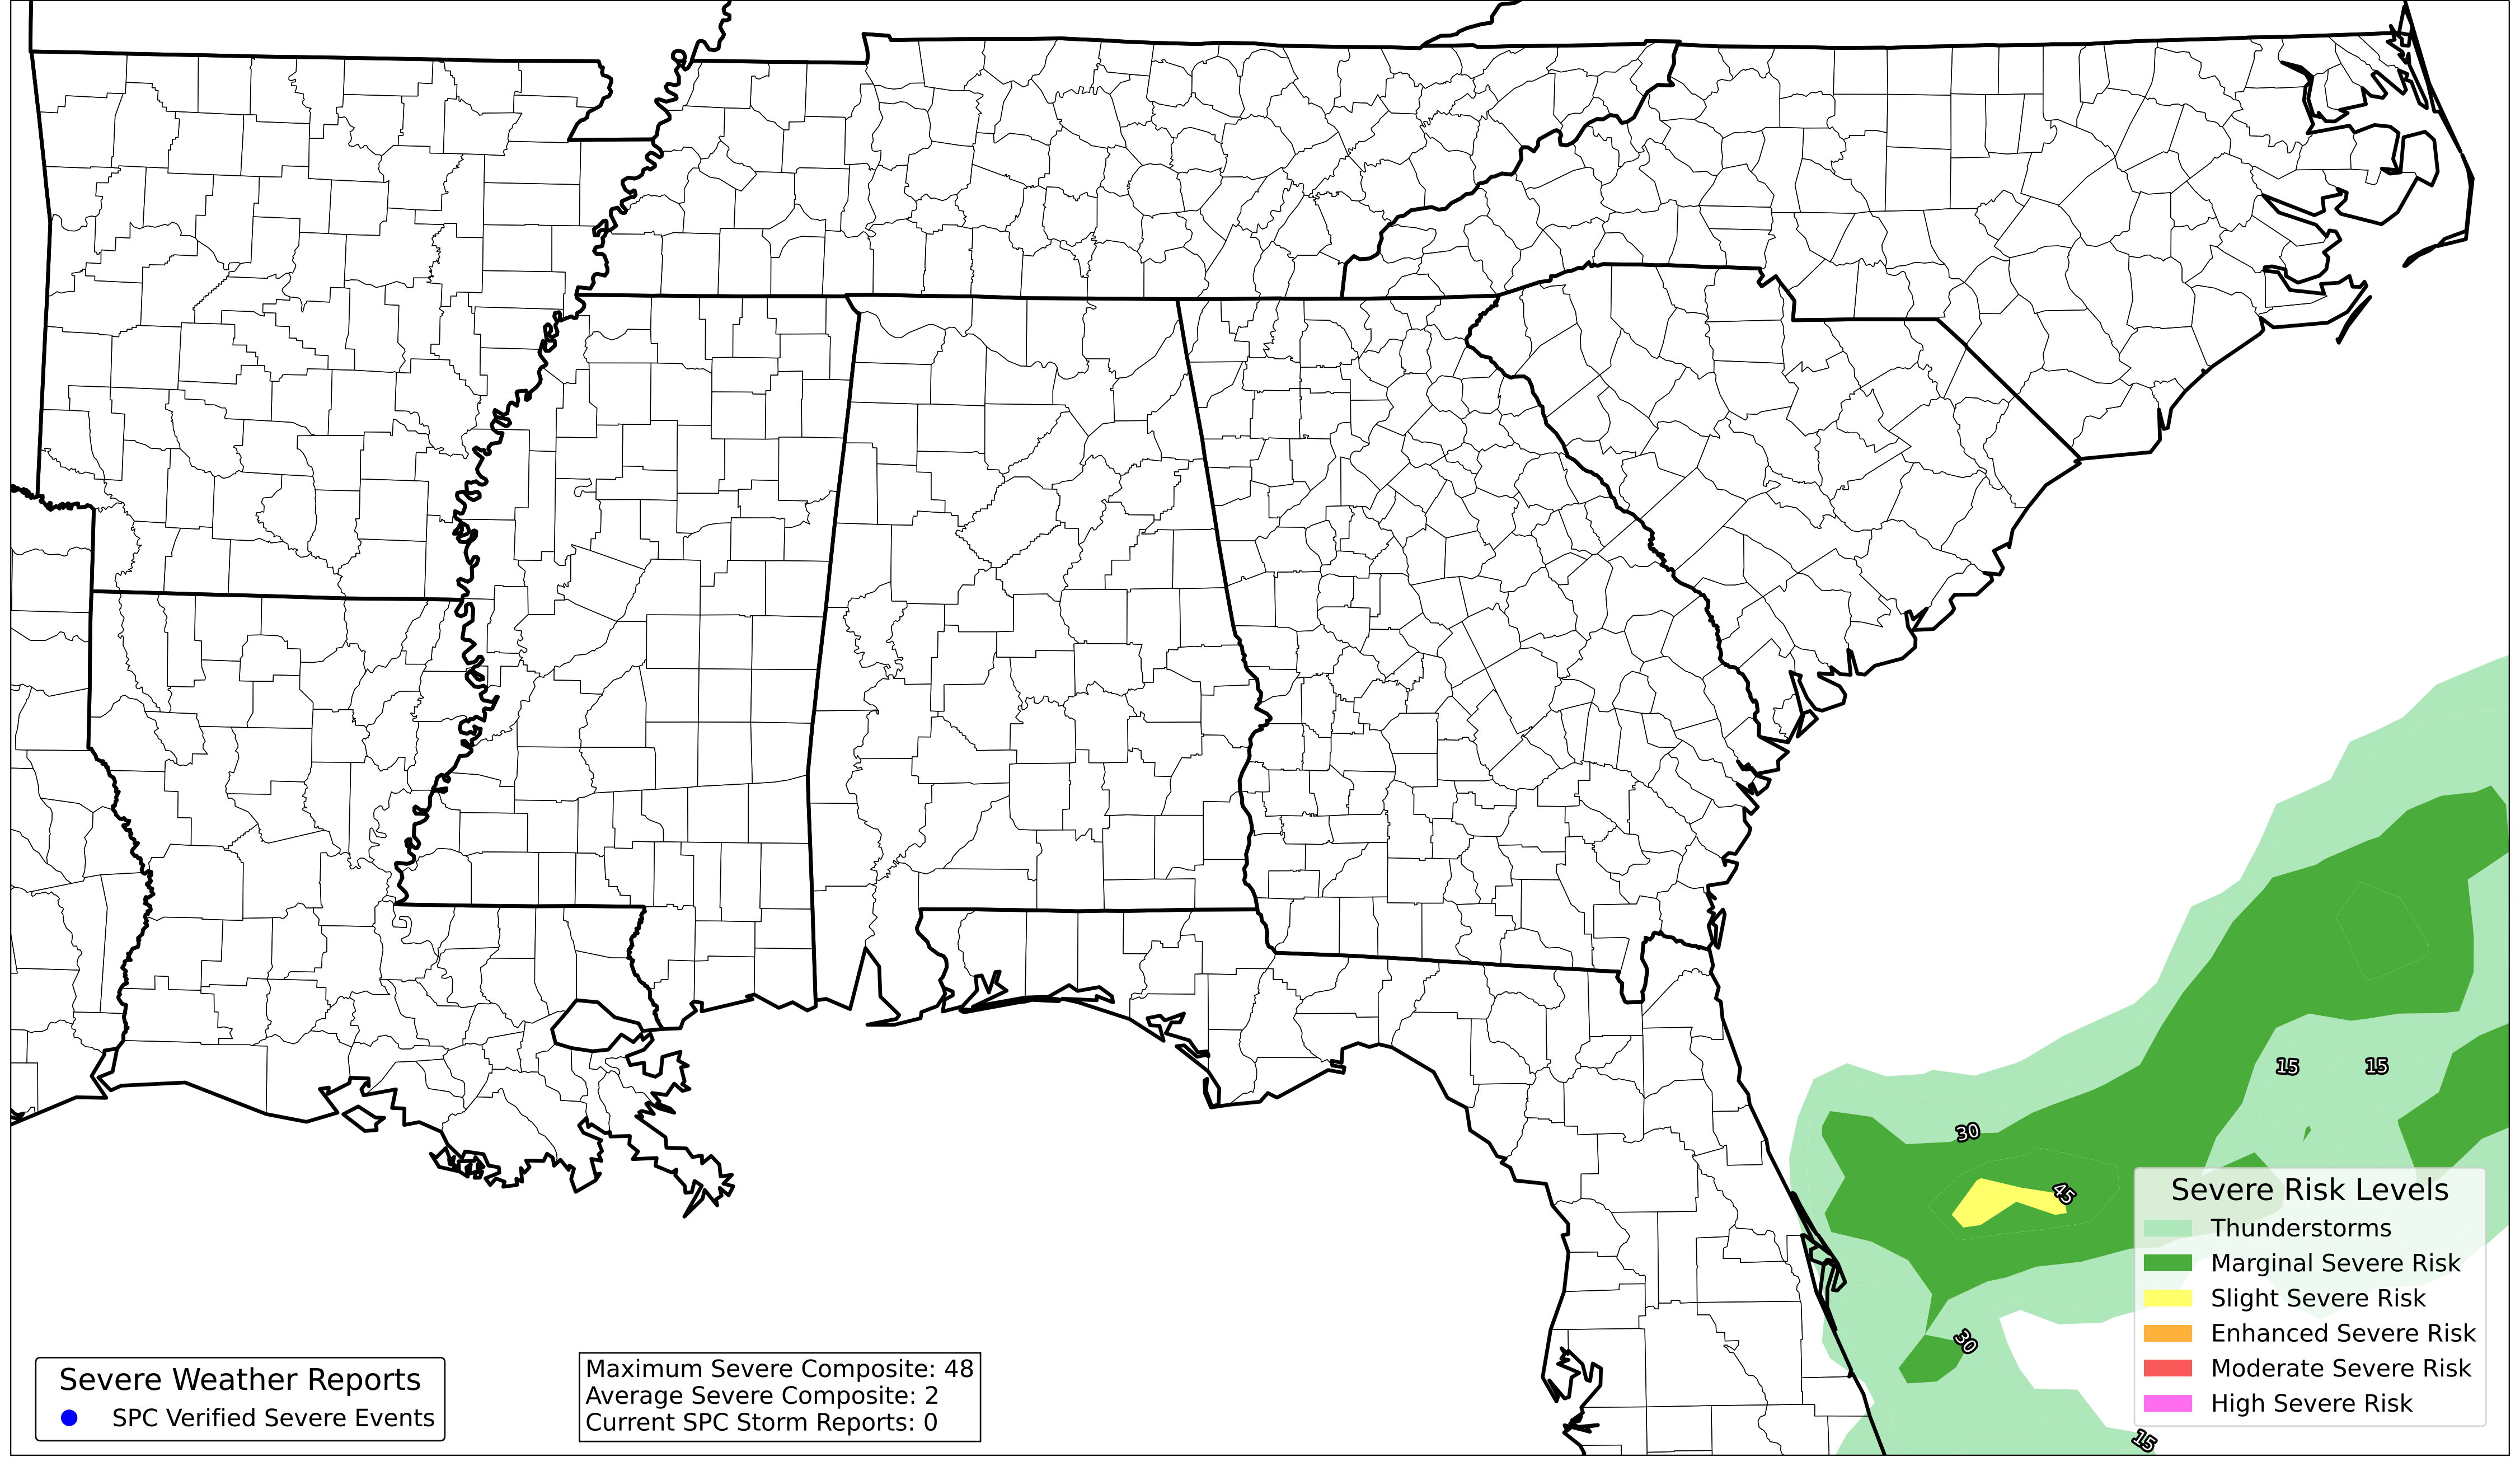 15
15
30
45
30
15
Severe Risk Levels
Thunderstorms
Marginal Severe Risk
Slight Severe Risk
Enhanced Severe Risk
Moderate Severe Risk
High Severe Risk
Severe Weather Reports
SPC Verified Severe Events
Maximum Severe Composite: 48
Average Severe Composite: 2
Current SPC Storm Reports: 0